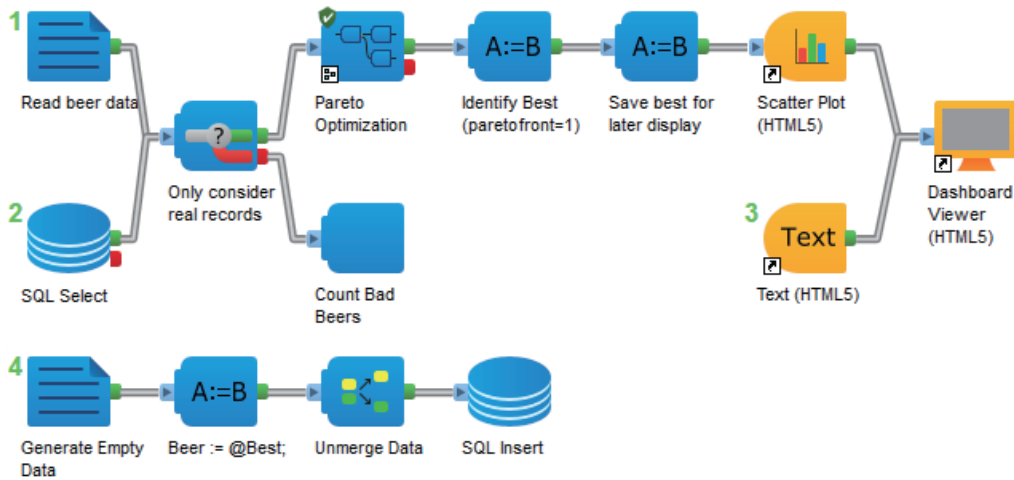 1
Read beer data
Only consider
real records
Pareto
Optimization
A:=B
Identify Best
(paretofront=1)
A:=B
Save best for
later display
Scatter Plot
(HTML5)
Dashboard
Viewer
(HTML5)
2
SQL Select
?
Count Bad
Beers
3
Text
Text (HTML5)
4
Generate Empty
Data
A:=B
Beer := @Best;
Unmerge Data
SQL Insert